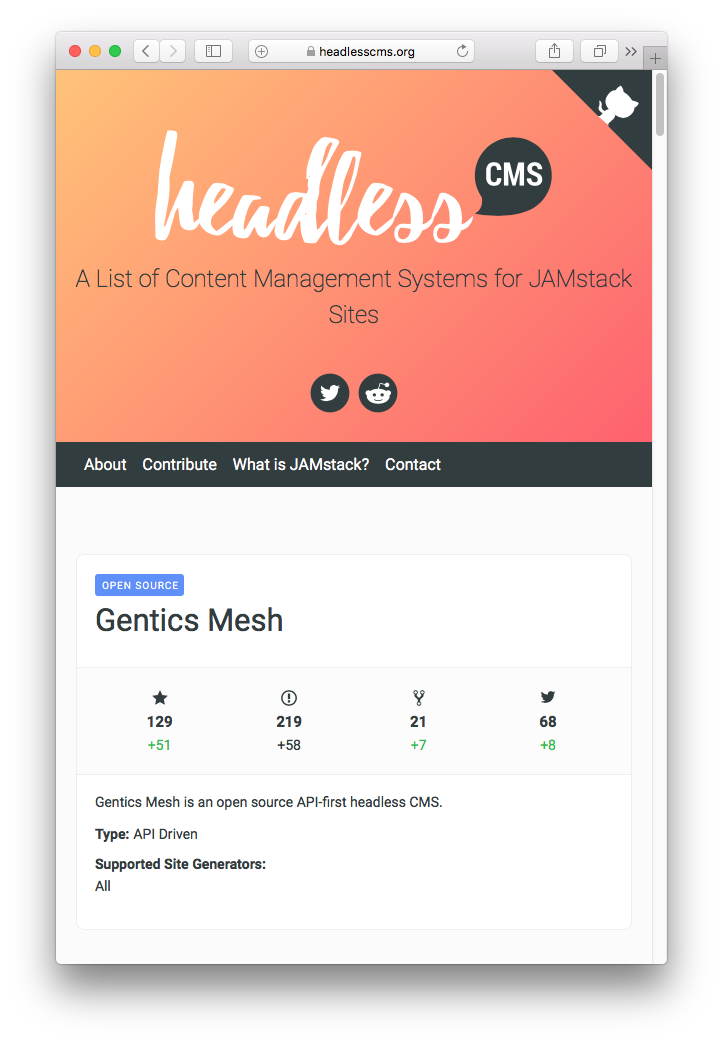 headlesscms.org
headless CMS
A List of Content Management Systems for JAMstack
Sites
About Contribute What is JAMstack? Contact
OPEN SOURCE
Gentics Mesh
129 219 21 68
+51 +58 +7 +8
Gentics Mesh is an open source API-first headless CMS.
Type: API Driven
Supported Site Generators:
All